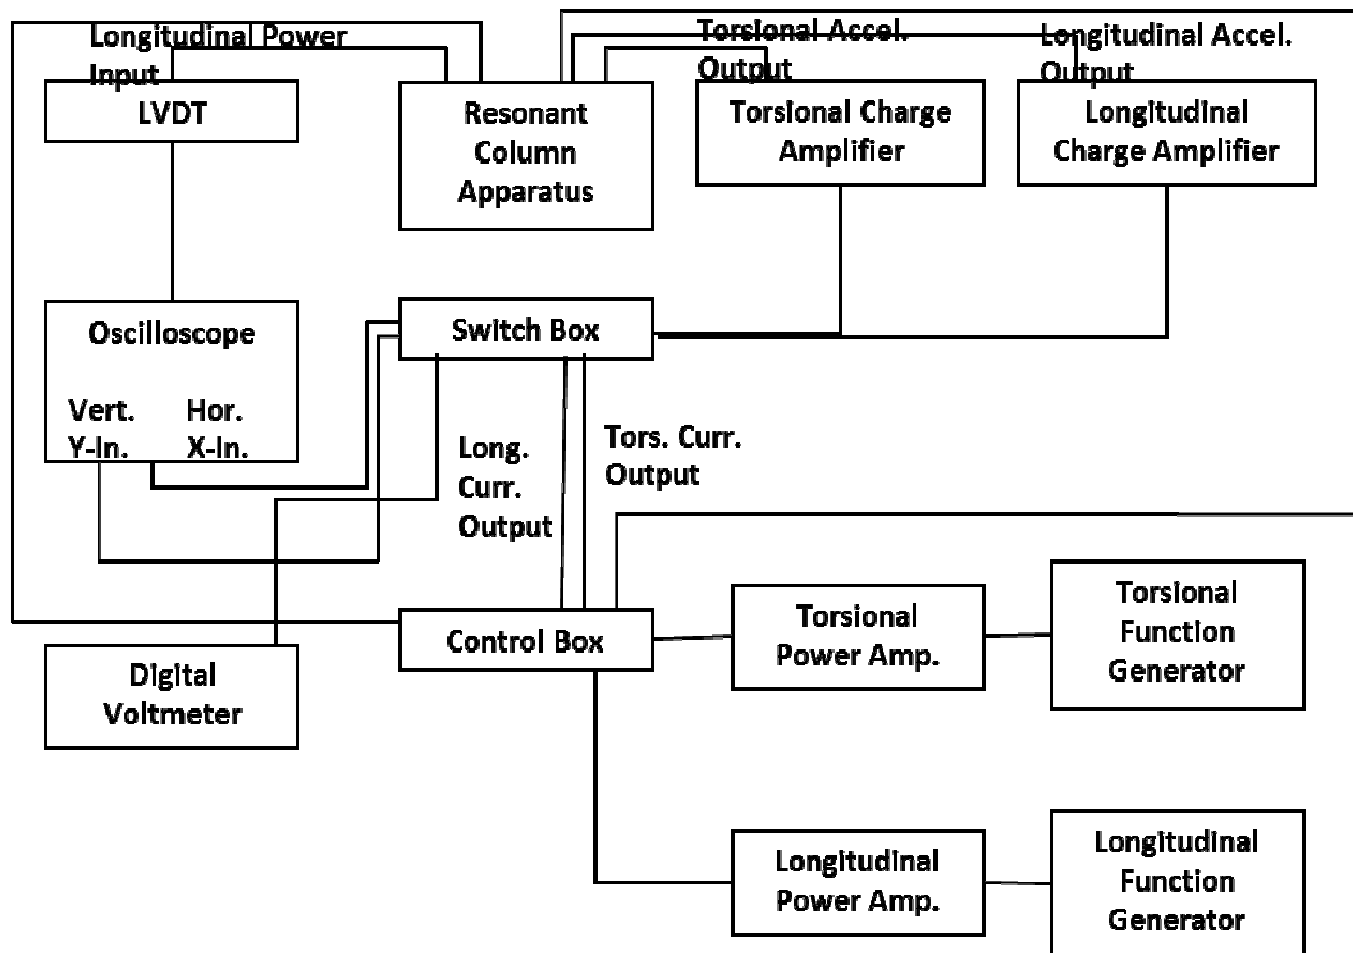 Longitudinal Power
Input
Torsional Accel.
Output
Longitudinal Accel.
Output
LVDT
Resonant
Column
Apparatus
Torsional Charge
Amplifier
Longitudinal
Charge Amplifier
Oscilloscope
Vert.
Y-In.
Hor.
X-In.
Switch Box
Long.
Curr.
Output
Tors. Curr.
Output
Control Box
Digital
Voltmeter
Torsional
Power Amp.
Torsional
Function
Generator
Longitudinal
Power Amp.
Longitudinal
Function
Generator